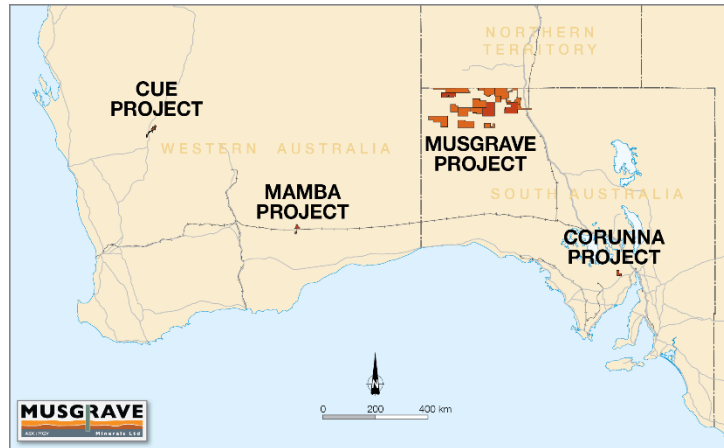 NORTHERN
TERRITORY
CUE
PROJECT
WESTERN AUSTRALIA
MUSGRAVE
PROJECT
MAMBA
PROJECT
SOUTH AUSTRALIA
CORUNNA
PROJECT
N
0 200 400 km
MUSGRAVE
Minerals Ltd